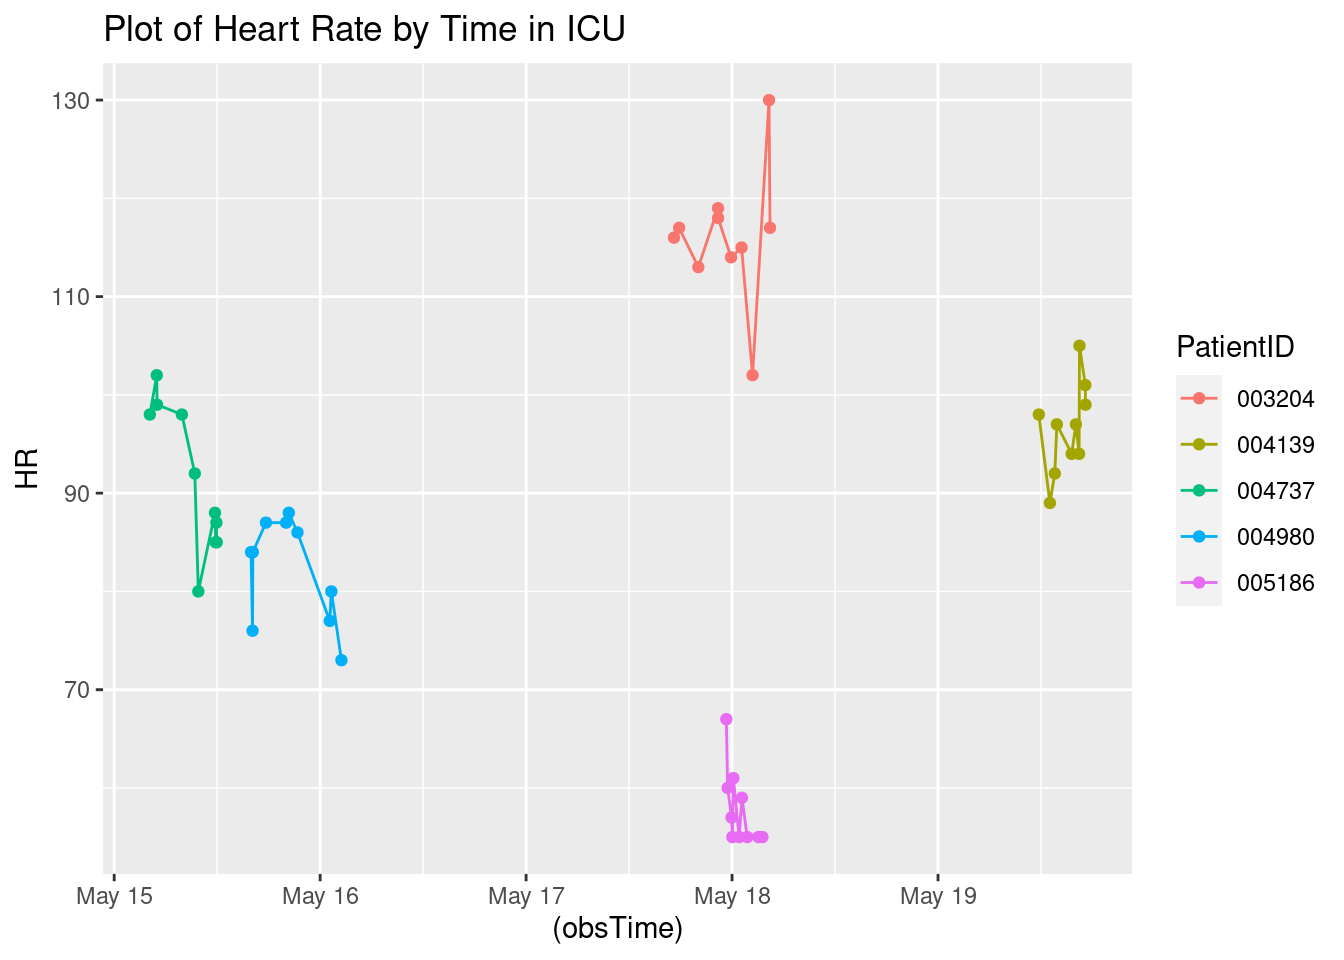 Plot of Heart Rate by Time in ICU
130
110
90
70
HR
May 15
May 16
May 17
May 18
May 19
(obsTime)
PatientID
003204
004139
004737
004980
005186